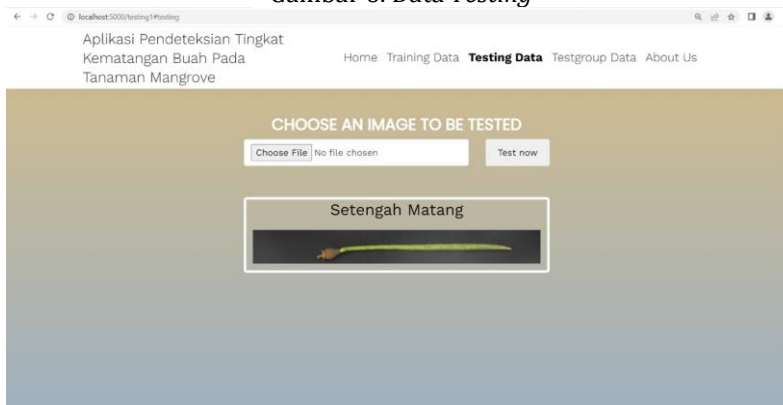 Gambar 6. Data Testing
localhost:5000/testing1#testing
Aplikasi Pendeteksian Tingkat
Kematangan Buah Pada
Tanaman Mangrove
Home Training Data Testing Data Testgroup Data About Us
CHOOSE AN IMAGE TO BE TESTED
Choose File No file chosen Test now
Setengah Matang